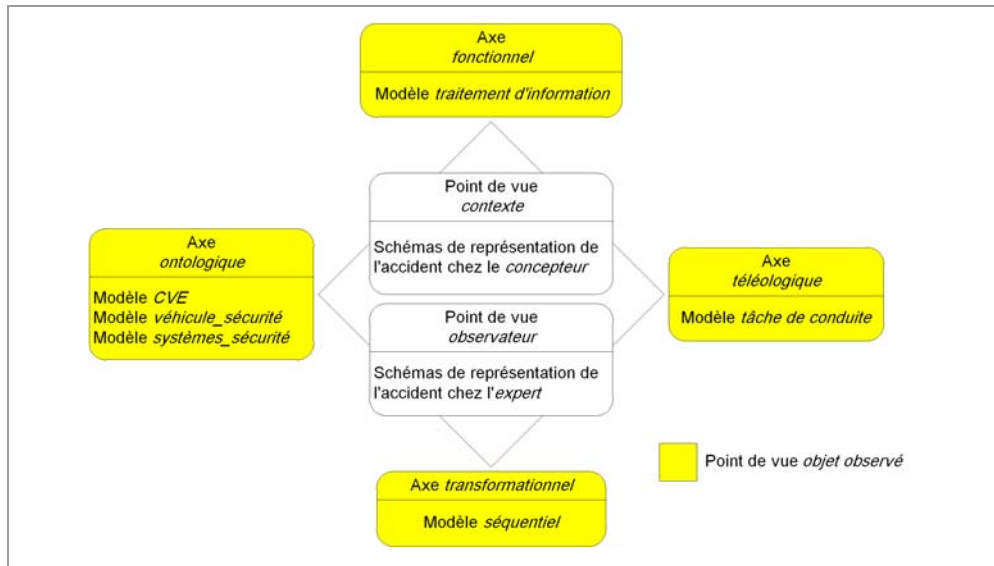 Axe
fonctionnel
Modèle traitement d'information
Point de vue
contexte
Schémas de représentation de
l'accident chez le concepteur
Axe
ontologique
Modèle CVE
Modèle véhicule_sécurité
Modèle systèmes_sécurité
Axe
téléologique
Modèle tâche de conduite
Point de vue
observateur
Schémas de représentation de
l'accident chez l'expert
Point de vue objet observé
Axe transformationnel
Modèle séquentiel